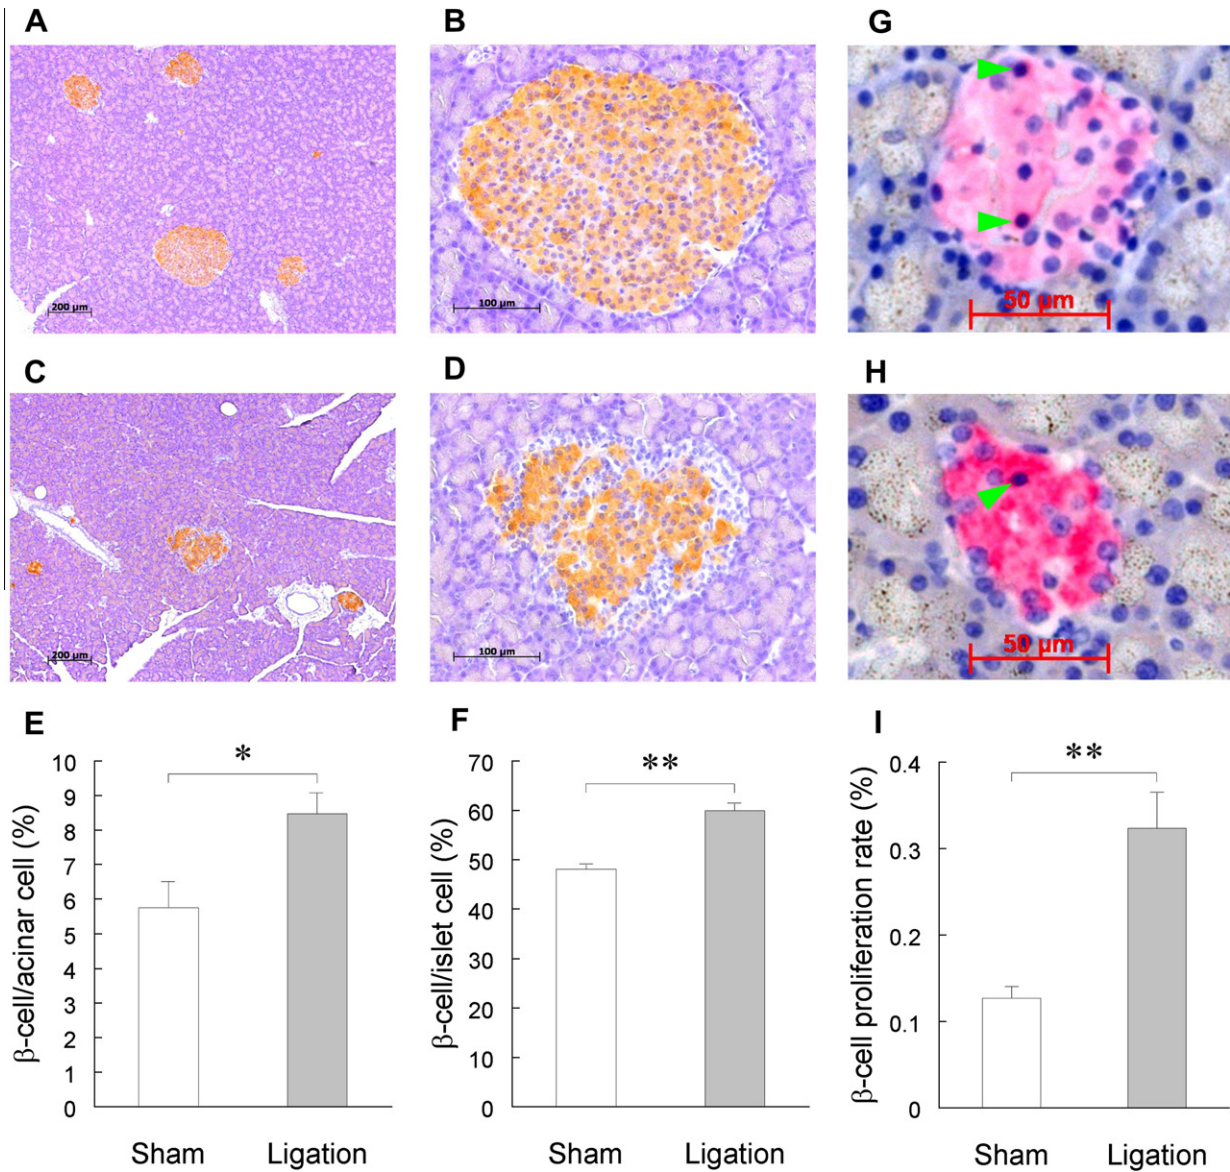 A
B
G
200 µm
100 µm
50 µm
C
D
H
200 µm
100 µm
50 µm
E
β-cell/acinar cell (%)
10
9
8
7
6
5
4
3
2
1
0
*
Sham
Ligation
F
β-cell/islet cell (%)
70
60
50
40
30
20
10
0
**
Sham
Ligation
I
β-cell proliferation rate (%)
0.4
0.3
0.2
0.1
0
**
Sham
Ligation